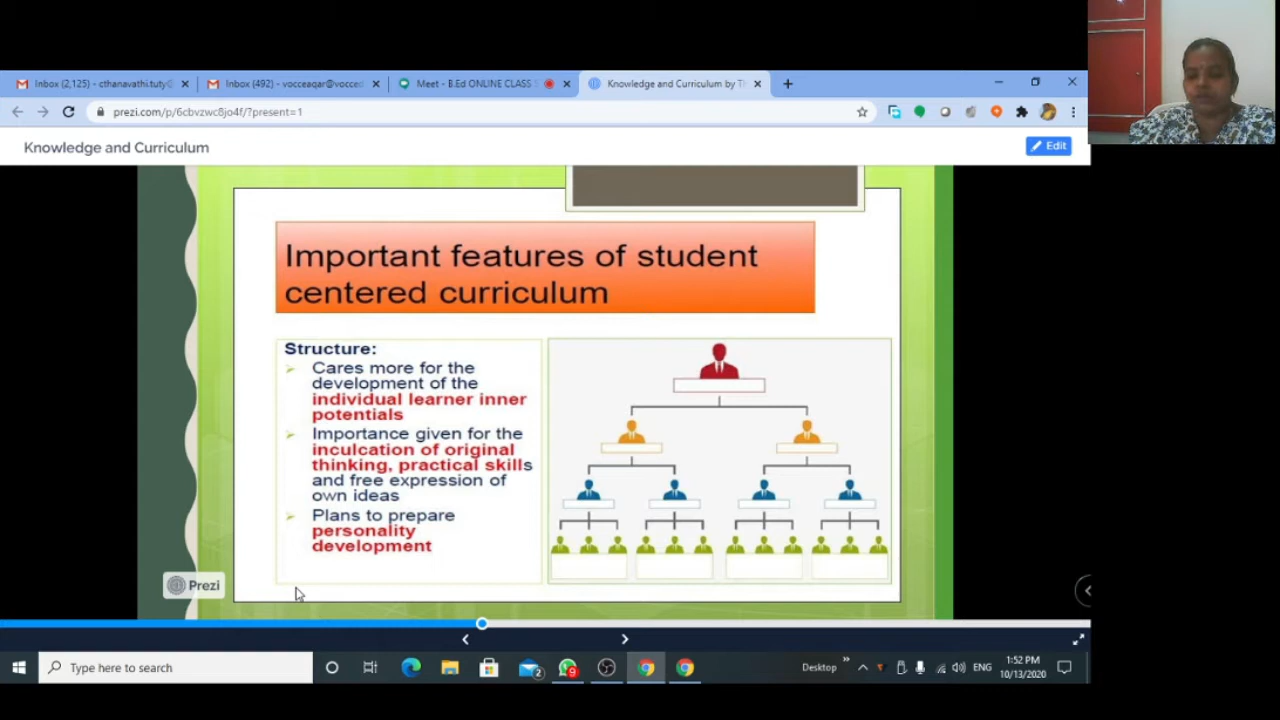 Inbox (2,125) - cthanavathi.tuty@
Inbox (492) - vocceaqar@vocced
Meet - B.Ed ONLINE CLASS
Knowledge and Curriculum by T
prezi.com/p/6cbvzwc8jo4f/?present=1
Knowledge and Curriculum
Edit
Important features of student
centered curriculum
Structure:
Cares more for the
development of the
individual learner inner
potentials
Importance given for the
inculcation of original
thinking, practical skills
and free expression of
own ideas
Plans to prepare
personality
development
Prezi
Type here to search
2
9
Desktop
ENG
1:52 PM
10/13/2020